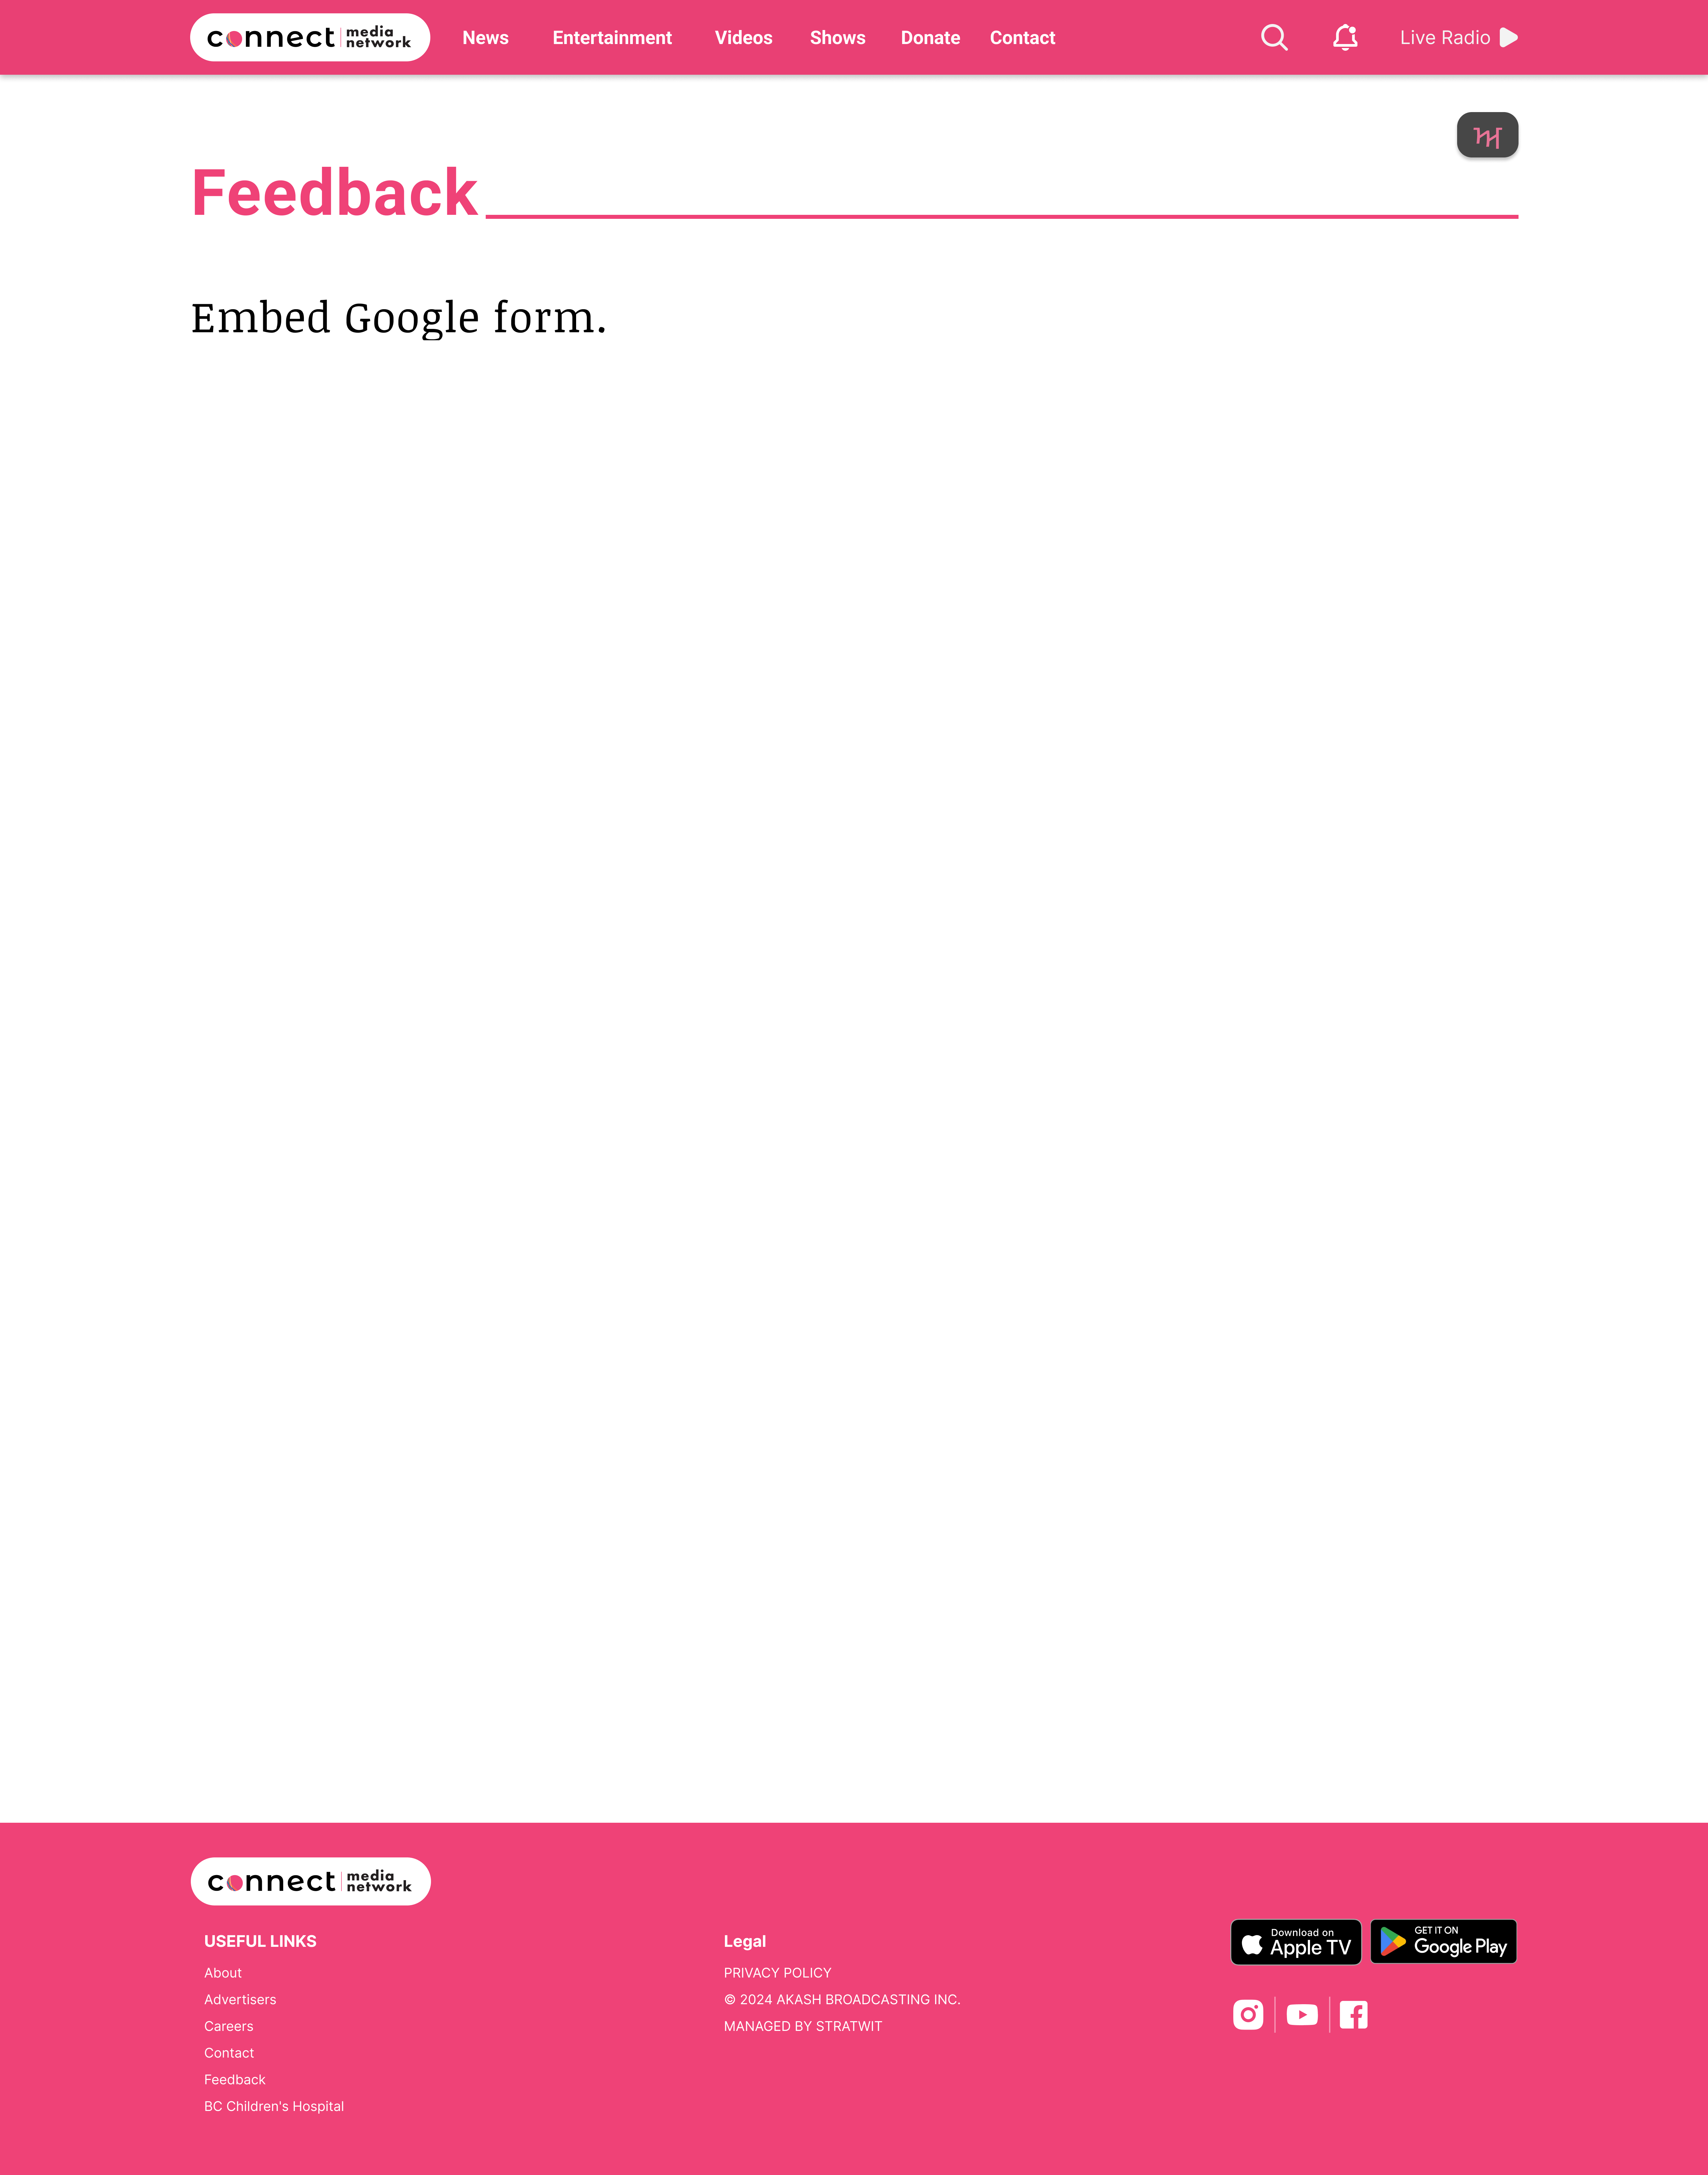 connect media network
News Entertainment Videos Shows Donate Contact Live Radio
Feedback
Embed Google form.
connect media network
USEFUL LINKS
About
Advertisers
Careers
Contact
Feedback
BC Children's Hospital
Legal
PRIVACY POLICY
© 2024 AKASH BROADCASTING INC.
MANAGED BY STRATWIT
Download on
Apple TV
GET IT ON
Google Play